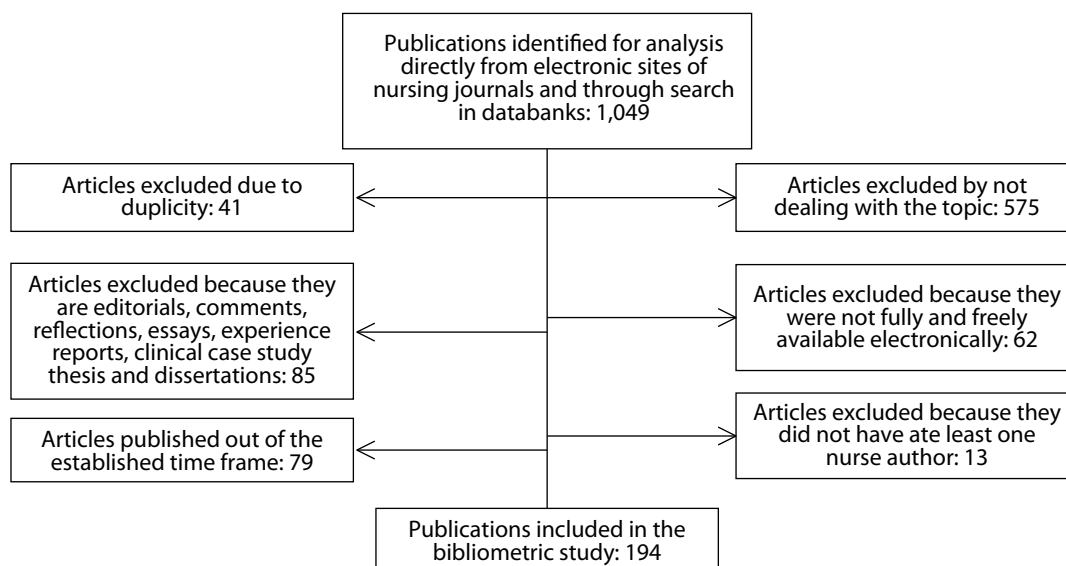 Publications identified for analysis
directly from electronic sites of
nursing journals and through search
in databanks: 1,049
Articles excluded due to
duplicity: 41
Articles excluded by not
dealing with the topic: 575
Articles excluded because they
are editorials, comments,
reflections, essays, experience
reports, clinical case study
thesis and dissertations: 85
Articles excluded because they
were not fully and freely
available electronically: 62
Articles published out of the
established time frame: 79
Articles excluded because they
did not have ate least one
nurse author: 13
Publications included in the
bibliometric study: 194